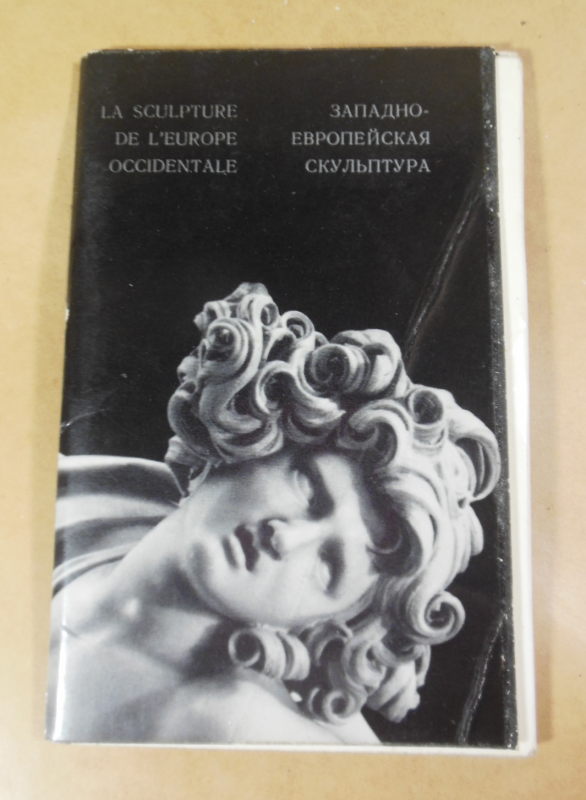 LA SCULPTURE
DE L'EUROPE
OCCIDENTALE
ЗАПАДНО-
ЕВРОПЕЙСКАЯ
СКУЛЬПТУРА